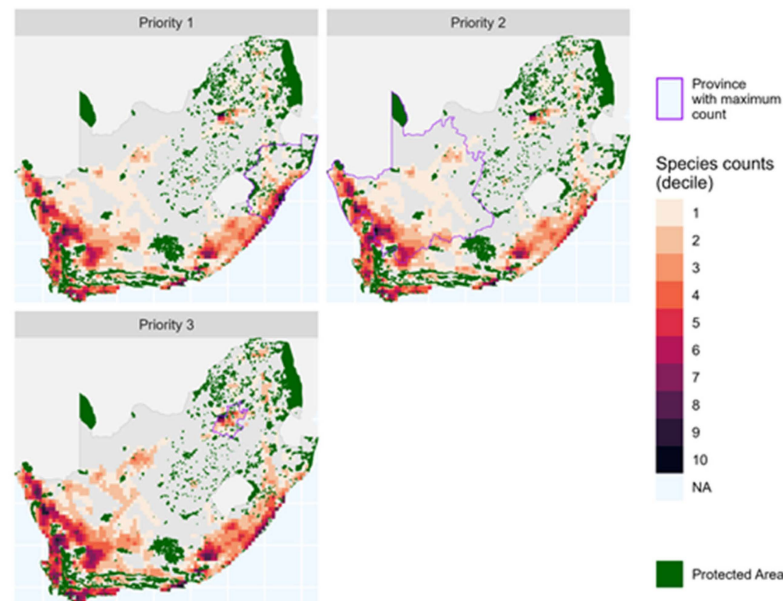 Priority 1
Priority 2
Priority 3
Province
with maximum
count
Species counts
(decile)
1
2
3
4
5
6
7
8
9
10
NA
Protected Area